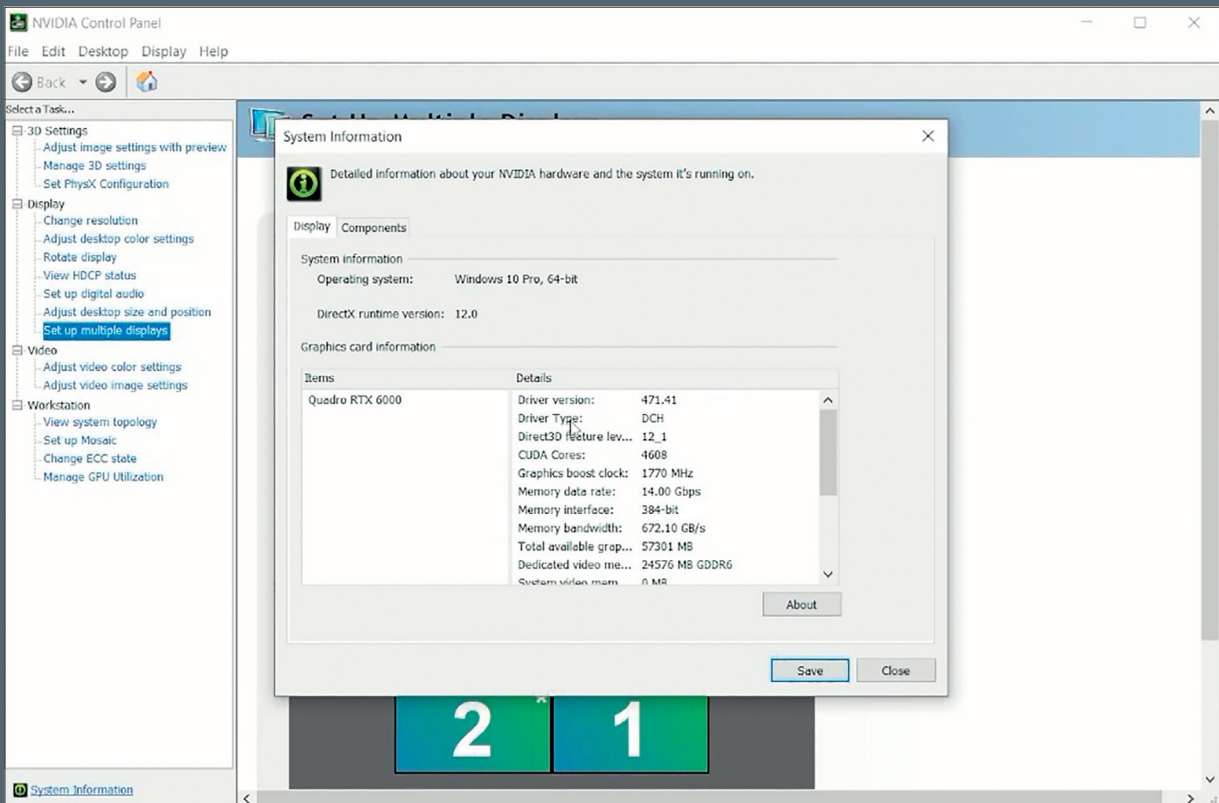 NVIDIA Control Panel
File Edit Desktop Display Help
Back
Select a Task...
3D Settings
Adjust image settings with preview
Manage 3D settings
Set PhysX Configuration
Display
Change resolution
Adjust desktop color settings
Rotate display
View HDCP status
Set up digital audio
Adjust desktop size and position
Set up multiple displays
Video
Adjust video color settings
Adjust video image settings
Workstation
View system topology
Set up Mosaic
Change ECC state
Manage GPU Utilization
System Information
System Information
Detailed information about your NVIDIA hardware and the system it's running on.
Display Components
System information
Operating system: Windows 10 Pro, 64-bit
DirectX runtime version: 12.0
Graphics card information
Items Details
Quadro RTX 6000 Driver version: 471.41
Driver Type: DCH
Direct3D feature lev... 12_1
CUDA Cores: 4608
Graphics boost clock: 1770 MHz
Memory data rate: 14.00 Gbps
Memory interface: 384-bit
Memory bandwidth: 672.10 GB/s
Total available grap... 57301 MB
Dedicated video me... 24576 MB GDDR6
System video mem 0 MB
About
Save Close
2 1